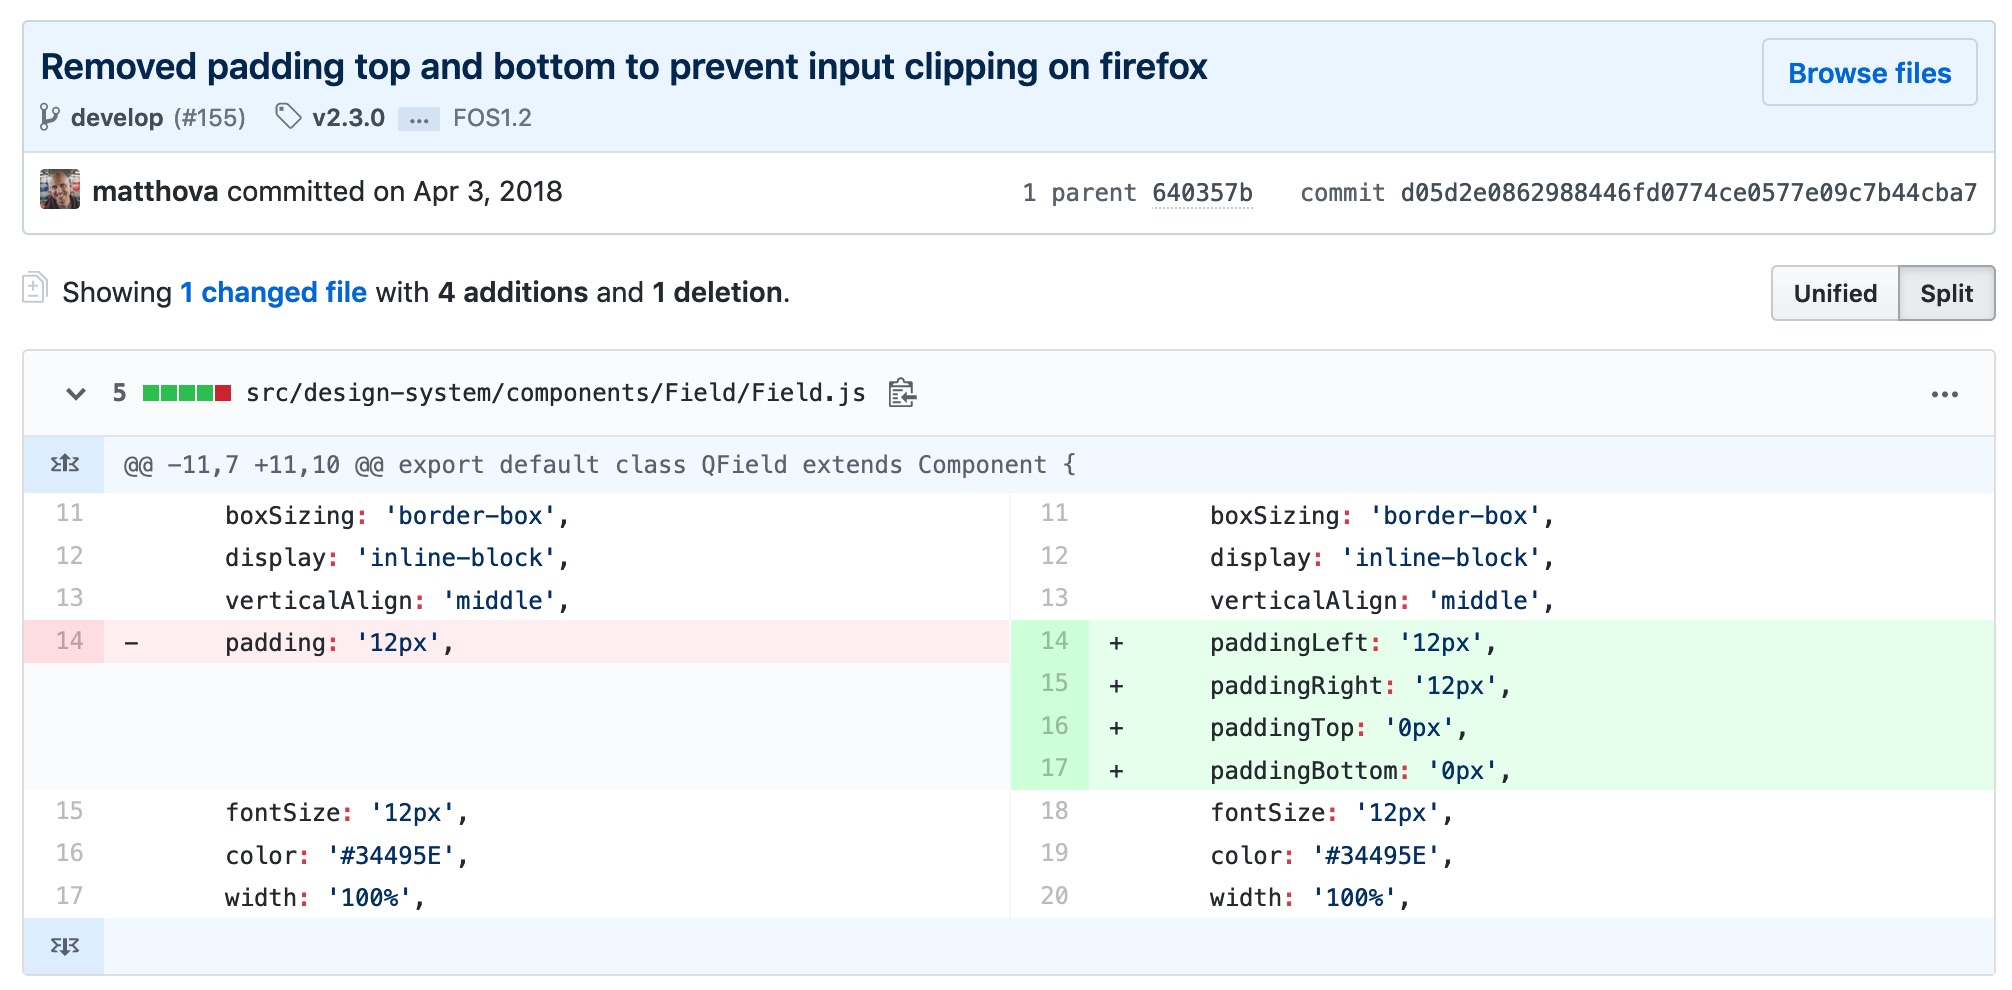 Removed padding top and bottom to prevent input clipping on firefox
Browse files
develop (#155) v2.3.0 … FOS1.2
matthova committed on Apr 3, 2018 1 parent 640357b commit d05d2e0862988446fd0774ce0577e09c7b44cba7
Showing 1 changed file with 4 additions and 1 deletion.
Unified Split
5 src/design-system/components/Field/Field.js
@@ -11,7 +11,10 @@ export default class QField extends Component {
11 boxSizing: 'border-box', 11 boxSizing: 'border-box',
12 display: 'inline-block', 12 display: 'inline-block',
13 verticalAlign: 'middle', 13 verticalAlign: 'middle',
14 - padding: '12px', 14 + paddingLeft: '12px',
15 + paddingRight: '12px',
16 + paddingTop: '0px',
17 + paddingBottom: '0px',
15 fontSize: '12px', 18 fontSize: '12px',
16 color: '#34495E', 19 color: '#34495E',
17 width: '100%', 20 width: '100%',